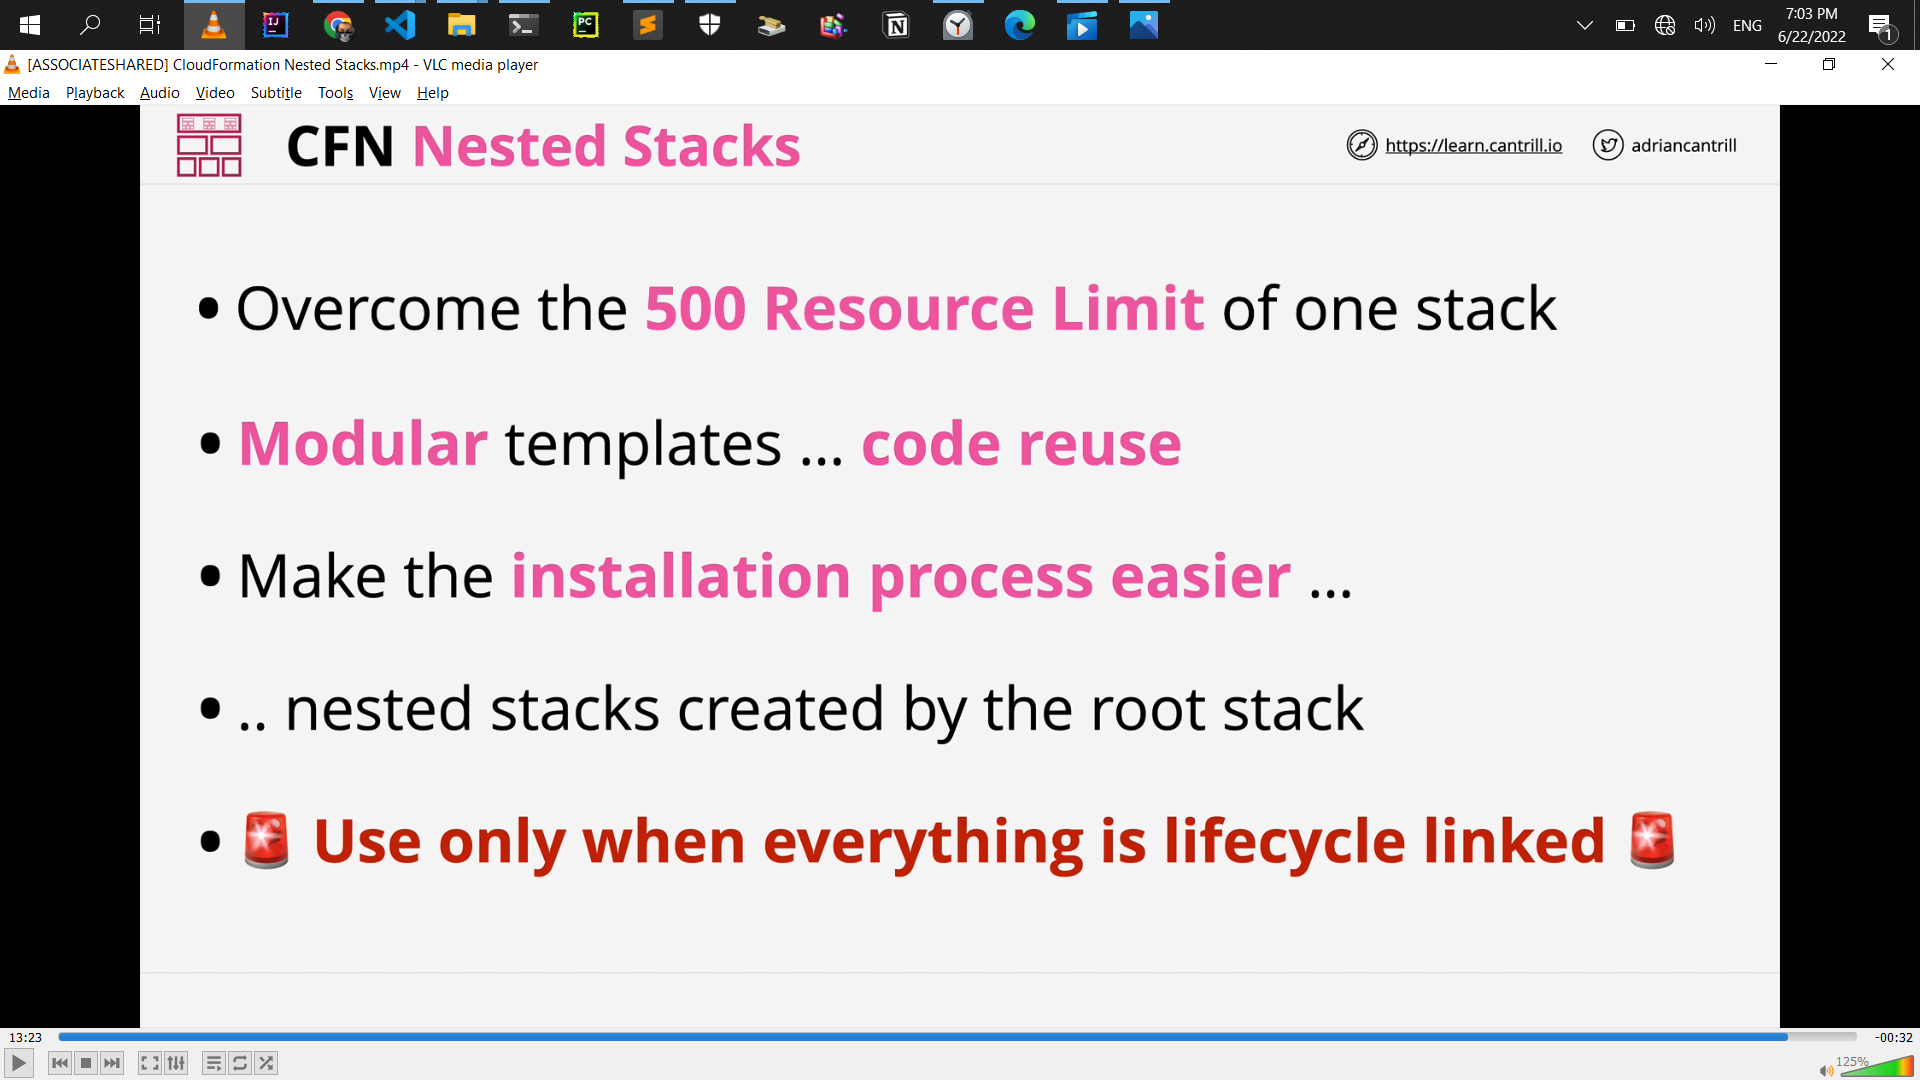 ENG
7:03 PM
6/22/2022
1
[ASSOCIATESHARED] CloudFormation Nested Stacks.mp4 - VLC media player
Media Playback Audio Video Subtitle Tools View Help
CFN Nested Stacks
https://learn.cantrill.io
adriancantrill
• Overcome the 500 Resource Limit of one stack
• Modular templates ... code reuse
• Make the installation process easier ...
• .. nested stacks created by the root stack
• 🚨 Use only when everything is lifecycle linked 🚨
13:23
-00:32
125%